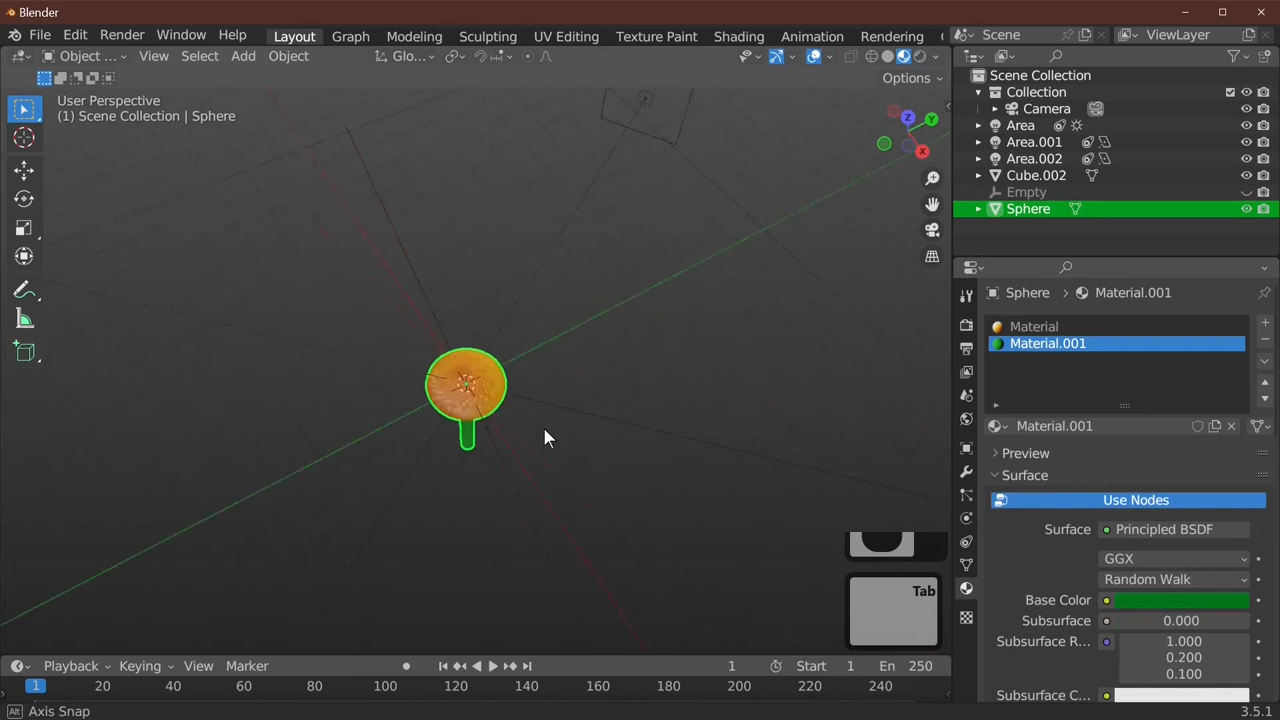 Blender
File Edit Render Window Help Layout Graph Modeling Sculpting UV Editing Texture Paint Shading Animation Rendering Scene ViewLayer
Object ... View Select Add Object Glo...
Options
User Perspective
(1) Scene Collection | Sphere
Z
Y
X
Scene Collection
Collection
Camera
Area
Area.001
Area.002
Cube.002
Empty
Sphere
Sphere > Material.001
Material
Material.001
Material.001
Preview
Surface
Use Nodes
Surface Principled BSDF
GGX
Random Walk
Base Color
Subsurface 0.000
Subsurface R... 1.000
0.200
0.100
Subsurface C...
Tab
Playback Keying View Marker 1 Start 1 En 250
1 20 40 60 80 100 120 140 160 180 200 220 240
Alt Axis Snap 3.5.1